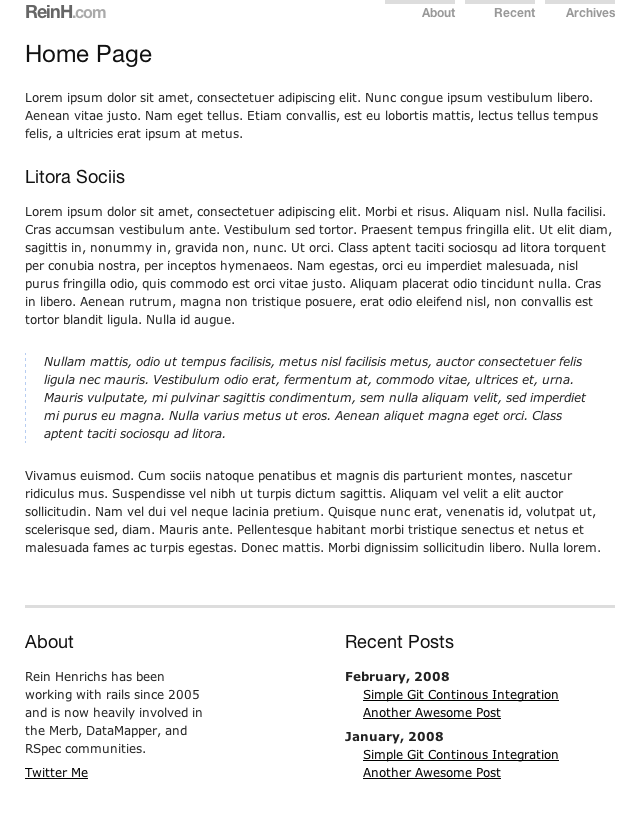 ReinH.com
About Recent Archives
Home Page
Lorem ipsum dolor sit amet, consectetuer adipiscing elit. Nunc congue ipsum vestibulum libero.
Aenean vitae justo. Nam eget tellus. Etiam convallis, est eu lobortis mattis, lectus tellus tempus
felis, a ultricies erat ipsum at metus.
Litora Sociis
Lorem ipsum dolor sit amet, consectetuer adipiscing elit. Morbi et risus. Aliquam nisl. Nulla facilisi.
Cras accumsan vestibulum ante. Vestibulum sed tortor. Praesent tempus fringilla elit. Ut elit diam,
sagittis in, nonummy in, gravida non, nunc. Ut orci. Class aptent taciti sociosqu ad litora torquent
per conubia nostra, per inceptos hymenaeos. Nam egestas, orci eu imperdiet malesuada, nisl
purus fringilla odio, quis commodo est orci vitae justo. Aliquam placerat odio tincidunt nulla. Cras
in libero. Aenean rutrum, magna non tristique posuere, erat odio eleifend nisl, non convallis est
tortor blandit ligula. Nulla id augue.
Nullam mattis, odio ut tempus facilisis, metus nisl facilisis metus, auctor consectetuer felis
ligula nec mauris. Vestibulum odio erat, fermentum at, commodo vitae, ultrices et, urna.
Mauris vulputate, mi pulvinar sagittis condimentum, sem nulla aliquam velit, sed imperdiet
mi purus eu magna. Nulla varius metus ut eros. Aenean aliquet magna eget orci. Class
aptent taciti sociosqu ad litora.
Vivamus euismod. Cum sociis natoque penatibus et magnis dis parturient montes, nascetur
ridiculus mus. Suspendisse vel nibh ut turpis dictum sagittis. Aliquam vel velit a elit auctor
sollicitudin. Nam vel dui vel neque lacinia pretium. Quisque nunc erat, venenatis id, volutpat ut,
scelerisque sed, diam. Mauris ante. Pellentesque habitant morbi tristique senectus et netus et
malesuada fames ac turpis egestas. Donec mattis. Morbi dignissim sollicitudin libero. Nulla lorem.
About
Rein Henrichs has been
working with rails since 2005
and is now heavily involved in
the Merb, DataMapper, and
RSpec communities.
Twitter Me
Recent Posts
February, 2008
Simple Git Continous Integration
Another Awesome Post
January, 2008
Simple Git Continous Integration
Another Awesome Post